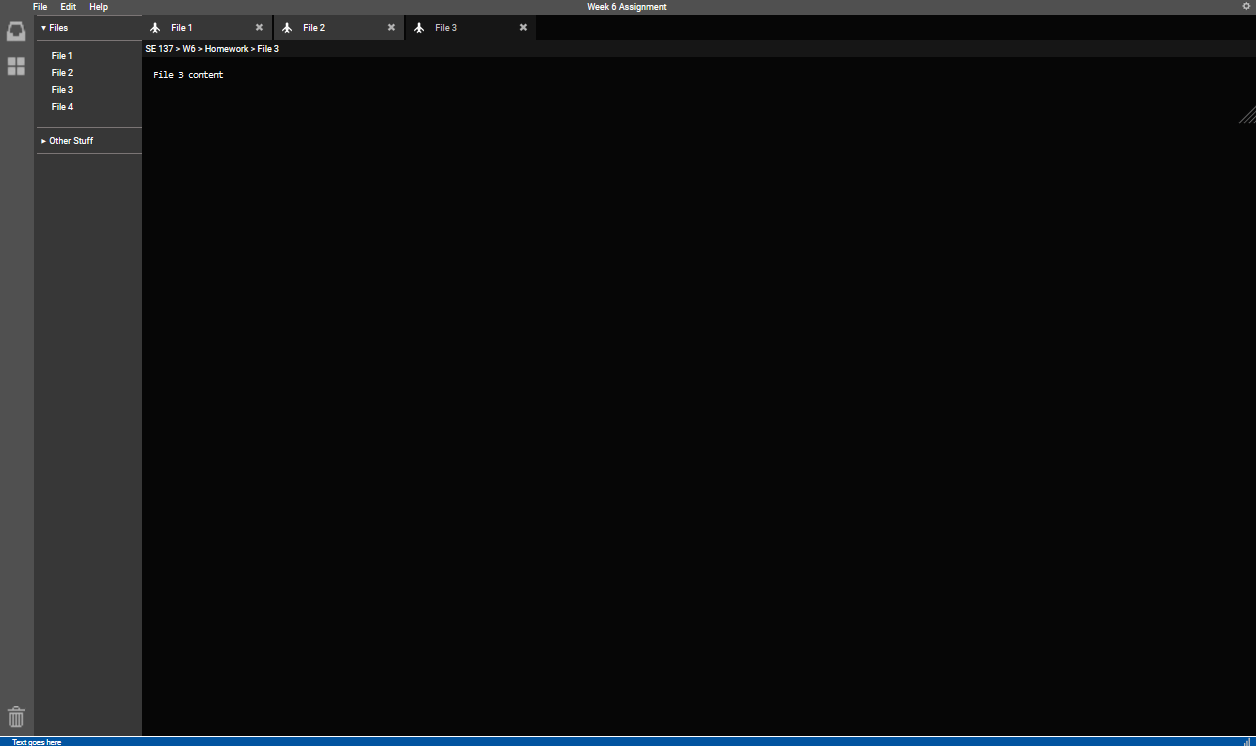 File Edit Help Week 6 Assignment
▾ Files
File 1 ✖ File 2 ✖ File 3 ✖
SE 137 > W6 > Homework > File 3
File 1
File 2
File 3
File 4
▸ Other Stuff
File 3 content
Text goes here